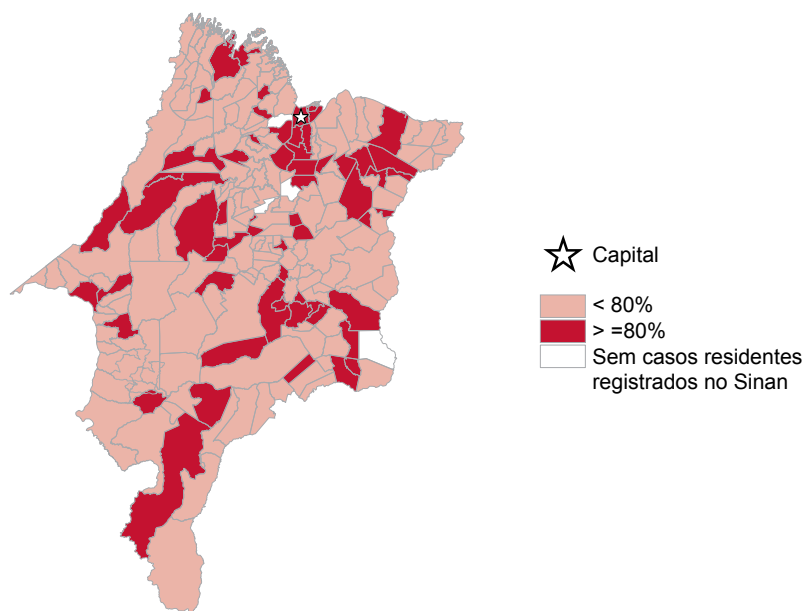 Capital
< 80%
> =80%
Sem casos residentes
registrados no Sinan